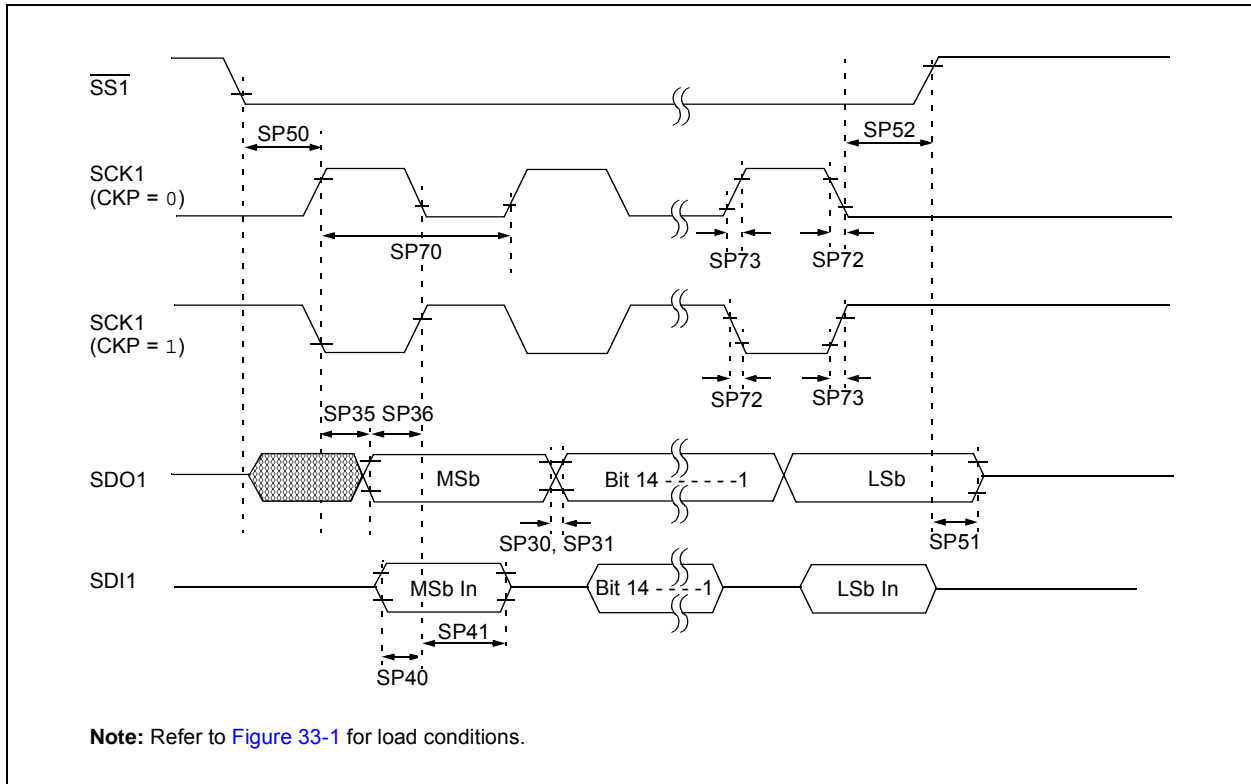 SS1
SP50
SP52
SCK1
(CKP = 0)
SP70
SP73
SP72
SCK1
(CKP = 1)
SP72
SP73
SP35 SP36
SDO1
MSb
Bit 14 - - - - - - -1
LSb
SP30, SP31
SP51
SDI1
MSb In
Bit 14 - - - - -1
LSb In
SP41
SP40
Note: Refer to Figure 33-1 for load conditions.